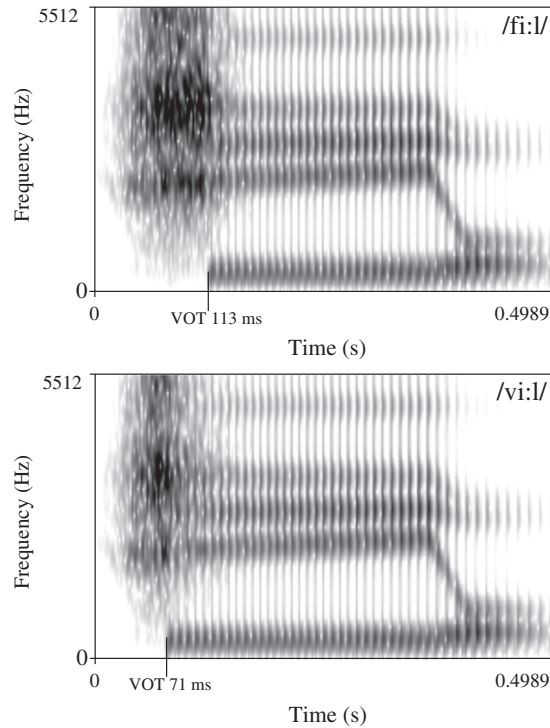 5512
/fi:l/
Frequency (Hz)
0
0
VOT 113 ms
0.4989
Time (s)
5512
/vi:l/
Frequency (Hz)
0
0
VOT 71 ms
0.4989
Time (s)